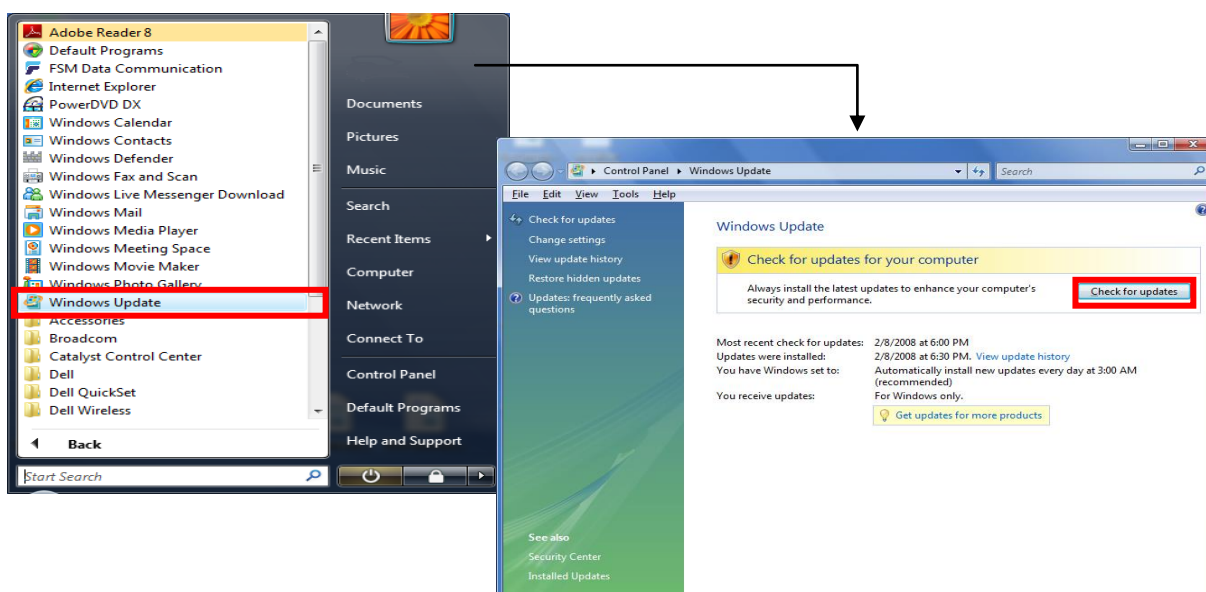 Adobe Reader 8
Default Programs
FSM Data Communication
Internet Explorer
PowerDVD DX
Windows Calendar
Windows Contacts
Windows Defender
Windows Fax and Scan
Windows Live Messenger Download
Windows Mail
Windows Media Player
Windows Meeting Space
Windows Movie Maker
Windows Photo Gallery
Windows Update
Accessories
Broadcom
Catalyst Control Center
Dell
Dell QuickSet
Dell Wireless
Back
Start Search
Documents
Pictures
Music
Search
Recent Items
Computer
Network
Connect To
Control Panel
Default Programs
Help and Support
Control Panel
Windows Update
Search
File Edit View Tools Help
Check for updates
Change settings
View update history
Restore hidden updates
Updates: frequently asked
questions
See also
Security Center
Installed Updates
Windows Update
Check for updates for your computer
Always install the latest updates to enhance your computer's
security and performance.
Check for updates
Most recent check for updates: 2/8/2008 at 6:00 PM
Updates were installed: 2/8/2008 at 6:30 PM. View update history
You have Windows set to: Automatically install new updates every day at 3:00 AM
(recommended)
You receive updates: For Windows only.
Get updates for more products